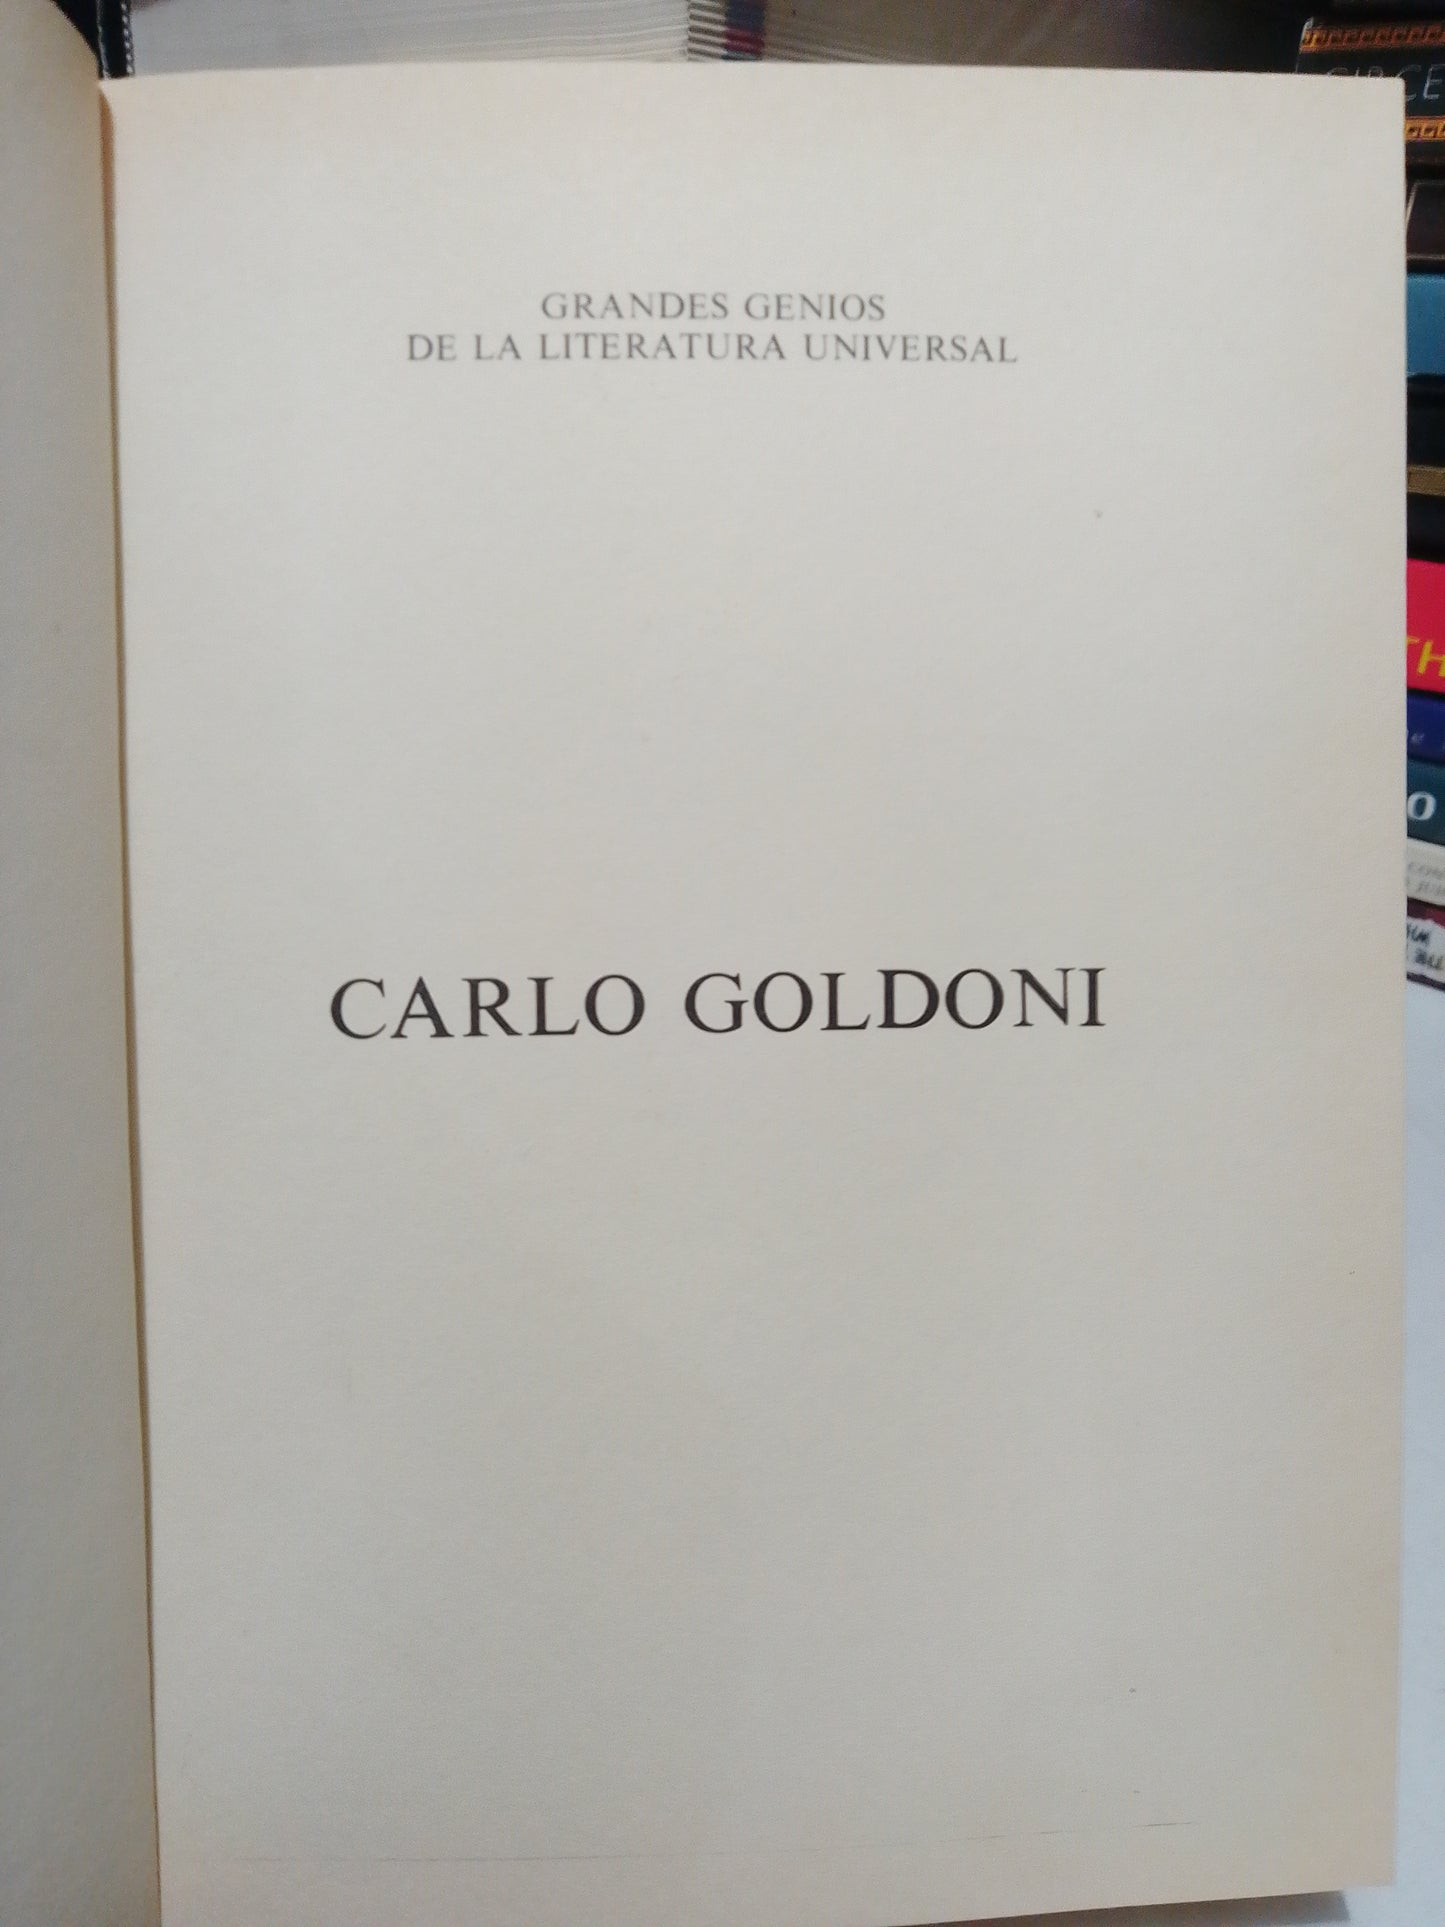 GRANDES GENIOS
DE LA LITERATURA UNIVERSAL
CARLO GOLDONI